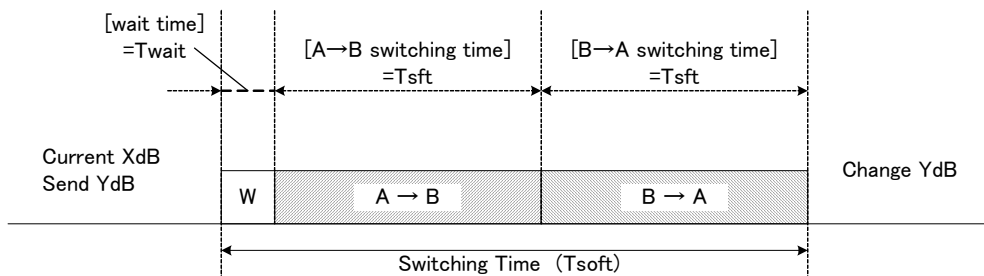 [wait time]
=Twait
[A→B switching time]
=Tsft
[B→A switching time]
=Tsft
Current XdB
Send YdB
W
A → B
B → A
Change YdB
Switching Time (Tsoft)